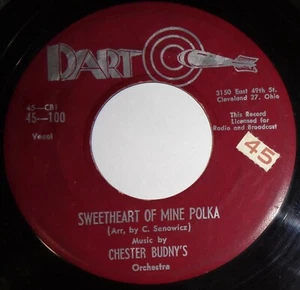 DART
3150 East 49th St.
Cleveland 27, Ohio
45—CB1
45—100
Vocal
This Record
Licensed for
Radio and Broadcast
45
SWEETHEART OF MINE POLKA
(Arr. by C. Senowicz)
Music by
CHESTER BUDNY'S
Orchestra